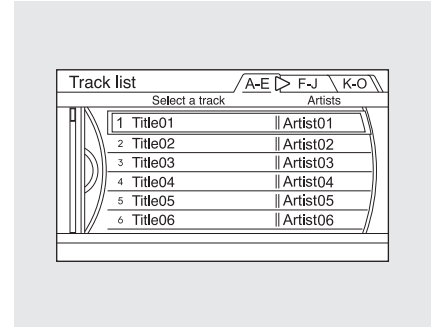 Track list A-E F-J K-O
Select a track Artists
1 Title01 Artist01
2 Title02 Artist02
3 Title03 Artist03
4 Title04 Artist04
5 Title05 Artist05
6 Title06 Artist06